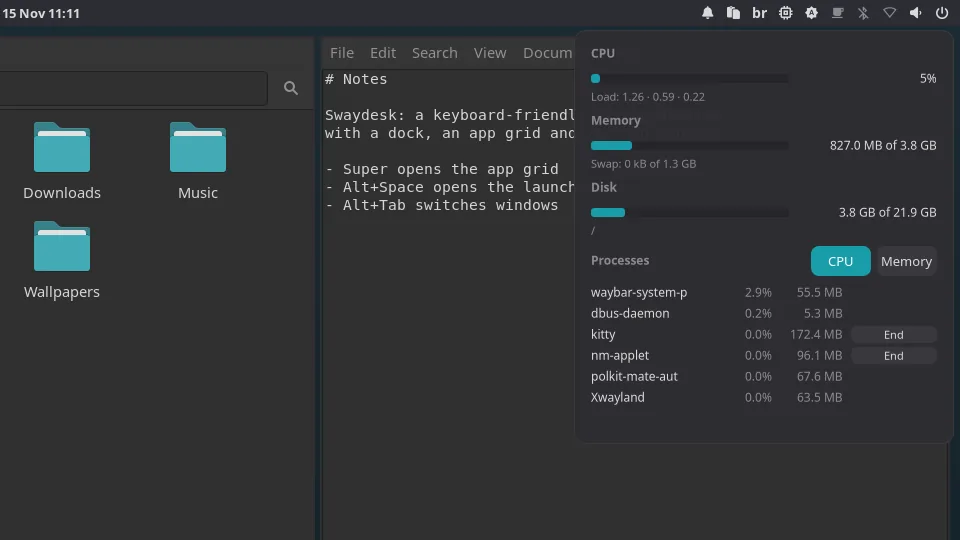 15 Nov 11:11
br
Downloads
Music
Wallpapers
File Edit Search View Docum
# Notes
Swaydesk: a keyboard-friendl
with a dock, an app grid and
- Super opens the app grid
- Alt+Space opens the launch
- Alt+Tab switches windows
CPU
5%
Load: 1.26 · 0.59 · 0.22
Memory
827.0 MB of 3.8 GB
Swap: 0 kB of 1.3 GB
Disk
3.8 GB of 21.9 GB
/
Processes CPU Memory
waybar-system-p 2.9% 55.5 MB
dbus-daemon 0.2% 5.3 MB
kitty 0.0% 172.4 MB End
nm-applet 0.0% 96.1 MB End
polkit-mate-aut 0.0% 67.6 MB
Xwayland 0.0% 63.5 MB